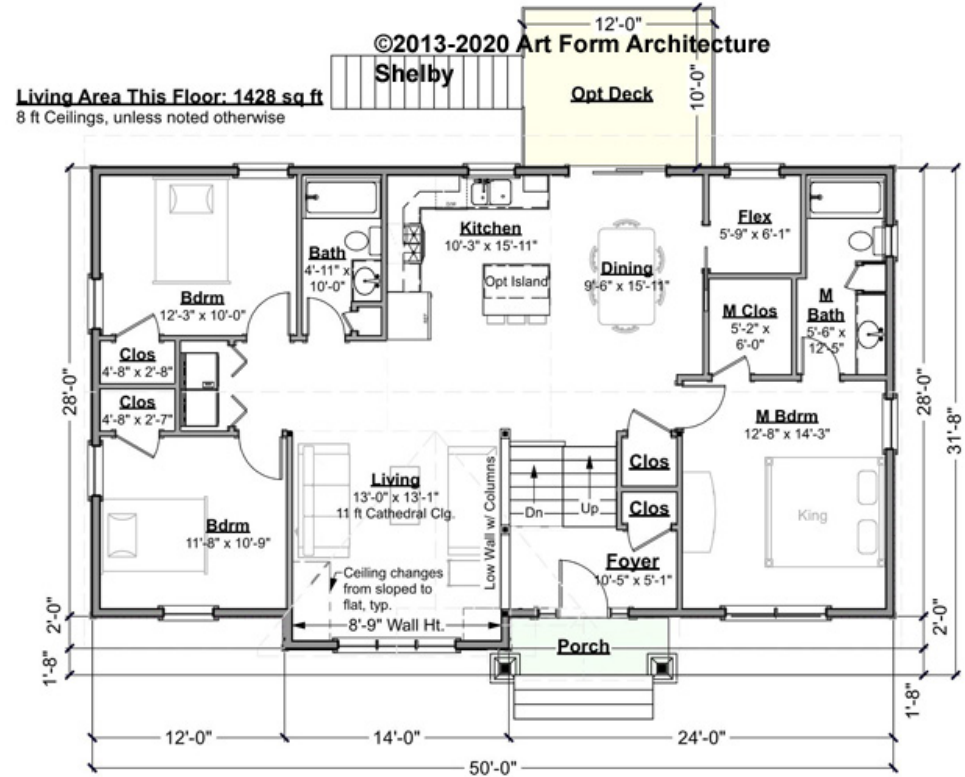 12'-0"
©2013-2020 Art Form Architecture
Shelby
Living Area This Floor: 1428 sq ft
8 ft Ceilings, unless noted otherwise
Opt Deck
10'-0"
Kitchen
10'-3" x 15'-11"
Flex
5'-9" x 6'-1"
Bath
4'-11" x
10'-0"
Dining
9'-6" x 15'-11"
Opt Island
Bdrm
12'-3" x 10'-0"
M Clos
5'-2" x
6'-0"
M
Bath
5'-6" x
12'-5"
Clos
4'-8" x 2'-8"
Clos
4'-8" x 2'-7"
28'-0"
28'-0"
31'-8"
M Bdrm
12'-8" x 14'-3"
Living
13'-0" x 13'-1"
11 ft Cathedral Clg.
Low Wall w/ Columns
Clos
Dn
Up
Clos
King
Bdrm
11'-8" x 10'-9"
Foyer
10'-5" x 5'-1"
Ceiling changes
from sloped to
flat, typ.
8'-9" Wall Ht.
2'-0"
2'-0"
Porch
1'-8"
1'-8"
12'-0"
14'-0"
24'-0"
50'-0"